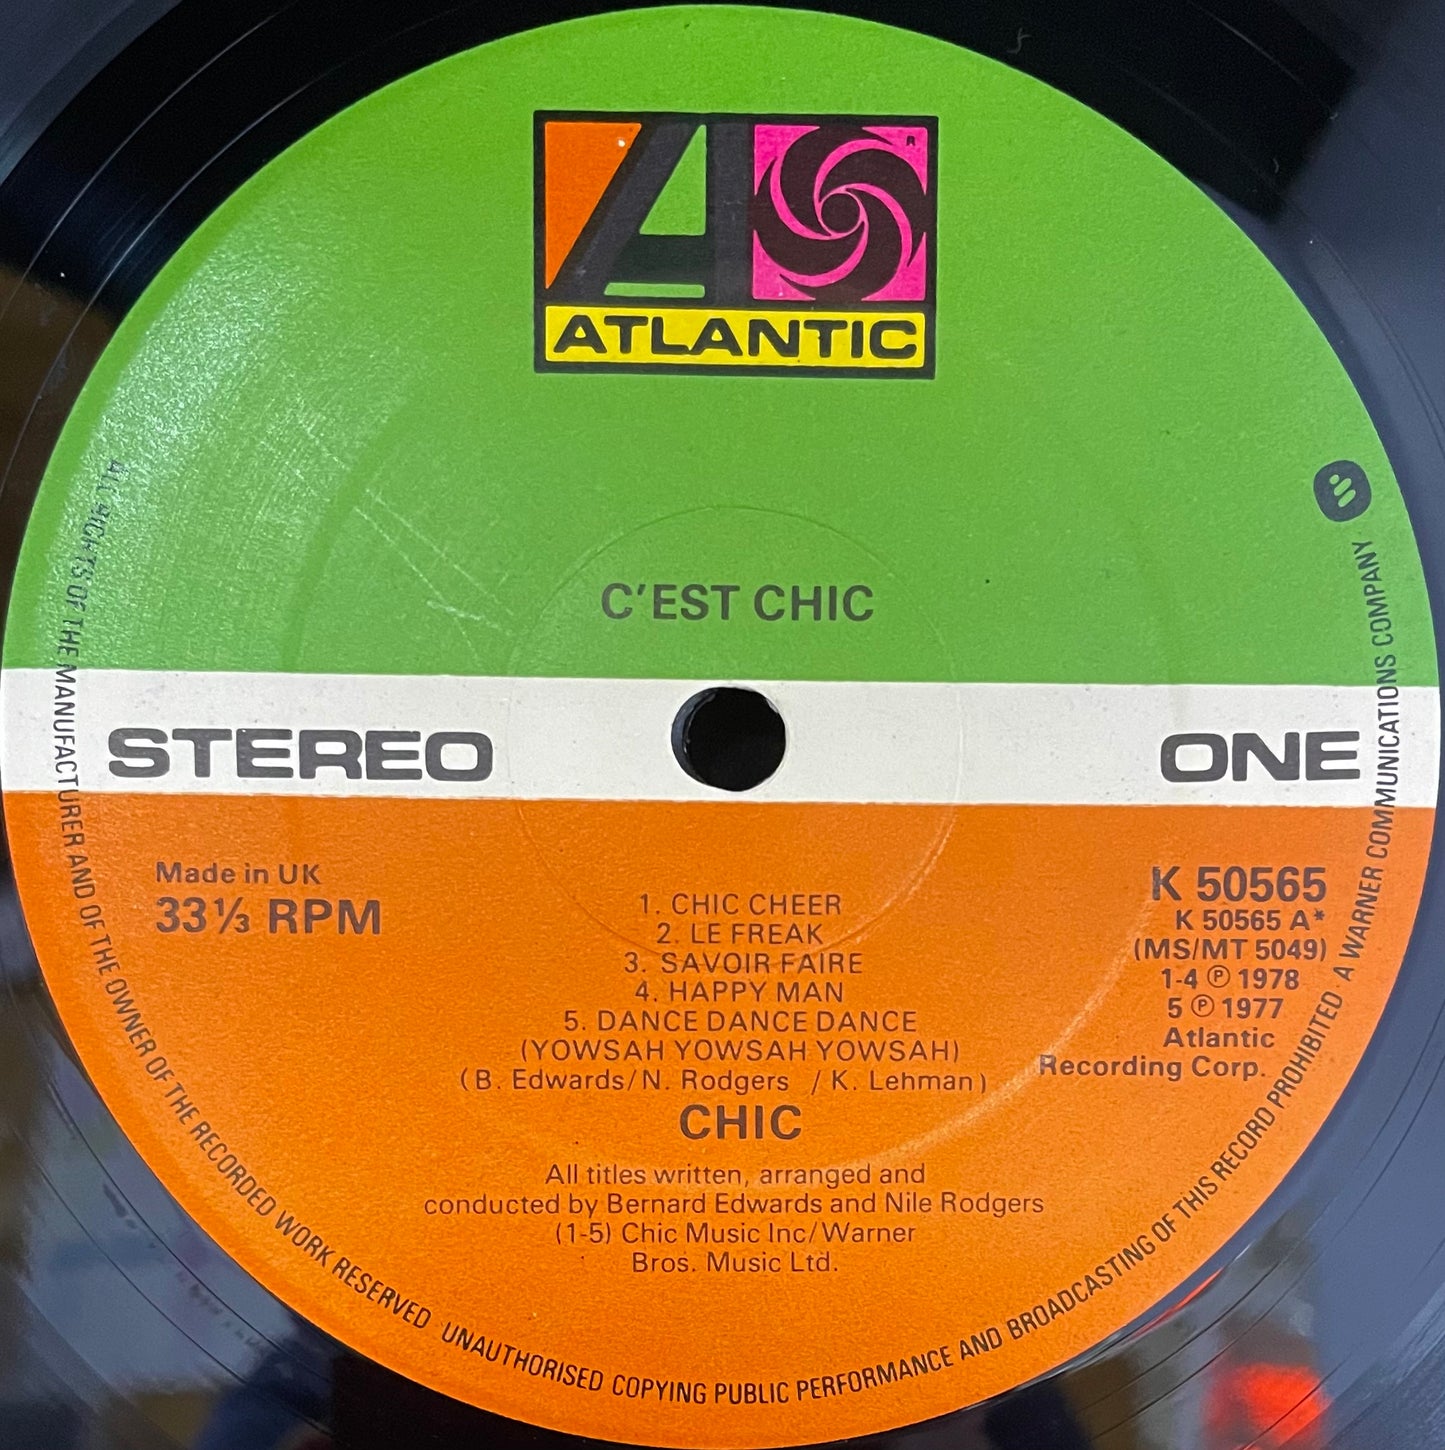 ATLANTIC
C'EST CHIC
STEREO
ONE
Made in UK
33⅓ RPM
K 50565
K 50565 A*
(MS/MT 5049)
1-4 ℗ 1978
5 ℗ 1977
Atlantic
Recording Corp.
1. CHIC CHEER
2. LE FREAK
3. SAVOIR FAIRE
4. HAPPY MAN
5. DANCE DANCE DANCE
(YOWSAH YOWSAH YOWSAH)
(B. Edwards/N. Rodgers / K. Lehman)
CHIC
All titles written, arranged and
conducted by Bernard Edwards and Nile Rodgers
(1-5) Chic Music Inc/Warner
Bros. Music Ltd.
ALL RIGHTS OF THE MANUFACTURER AND OF THE OWNER OF THE RECORDED WORK RESERVED UNAUTHORISED COPYING PUBLIC PERFORMANCE AND BROADCASTING OF THIS RECORD PROHIBITED · A WARNER COMMUNICATIONS COMPANY